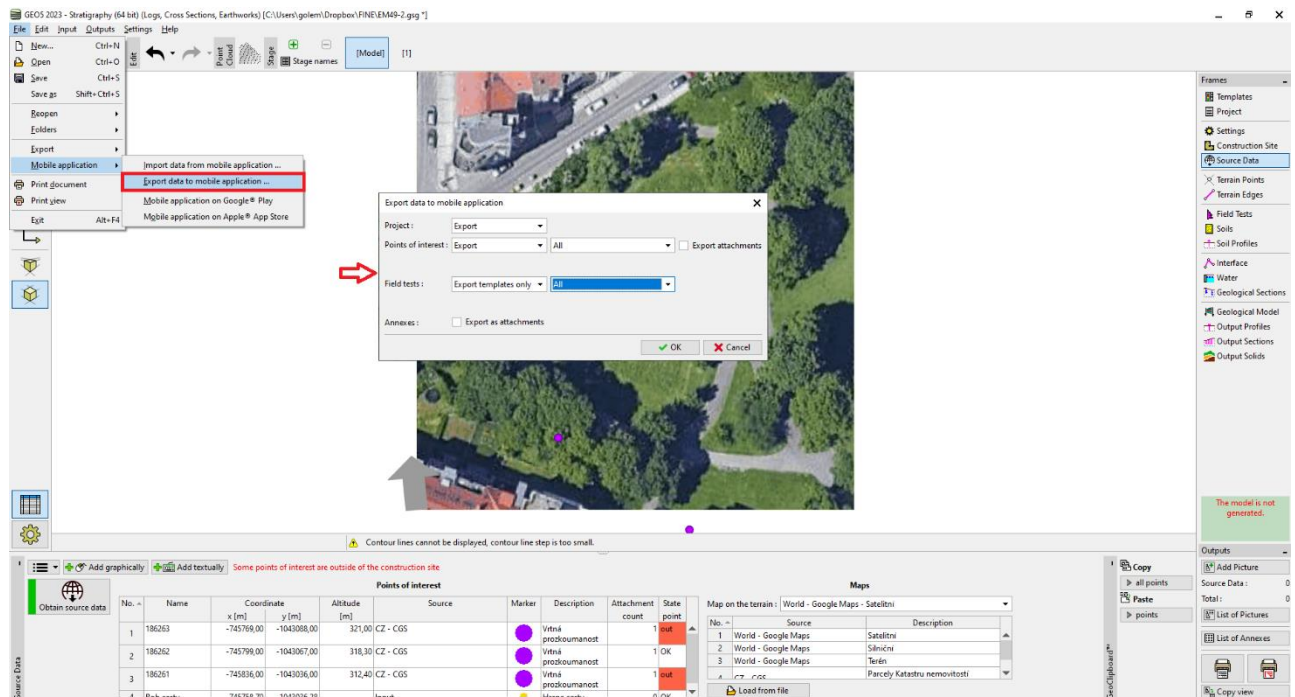 GEO5 2023 - Stratigraphy (64 bit) (Logs, Cross Sections, Earthworks) [C:\Users\golem\Dropbox\FINE\EM49-2.gsg *]
File Edit Input Outputs Settings Help
New... Ctrl+N
Open Ctrl+O
Save Ctrl+S
Save as Shift+Ctrl+S
Reopen
Folders
Export
Mobile application
Print document
Print view
Exit Alt+F4
Import data from mobile application ...
Export data to mobile application ...
Mobile application on Google® Play
Mobile application on Apple® App Store
Edit
Point Cloud
Stage
Stage names
[Model] [1]
Export data to mobile application
Project : Export
Points of interest : Export All Export attachments
Field tests : Export templates only All
Annexes : Export as attachments
OK Cancel
Contour lines cannot be displayed, contour line step is too small.
Frames
Templates
Project
Settings
Construction Site
Source Data
Terrain Points
Terrain Edges
Field Tests
Soils
Soil Profiles
Interface
Water
Geological Sections
Geological Model
Output Profiles
Output Sections
Output Solids
The model is not generated.
Add graphically Add textually Some points of interest are outside of the construction site
Obtain source data
Source Data
Points of interest
No. Name Coordinate Altitude Source Marker Description Attachment State
x [m] y [m] [m] count point
1 186263 -745769,00 -1043088,00 321,00 CZ - CGS Vrtná prozkoumanost 1 out
2 186262 -745799,00 -1043067,00 318,30 CZ - CGS Vrtná prozkoumanost 1 OK
3 186261 -745836,00 -1043036,00 312,40 CZ - CGS Vrtná prozkoumanost 1 out
Maps
Map on the terrain : World - Google Maps - Satelitní
No. Source Description
1 World - Google Maps Satelitní
2 World - Google Maps Silniční
3 World - Google Maps Terén
4 CZ - CGS Parcely Katastru nemovitostí
Load from file
GeoClipboard™
Copy
all points
Paste
points
Outputs
Add Picture
Source Data : 0
Total : 0
List of Pictures
List of Annexes
Copy view